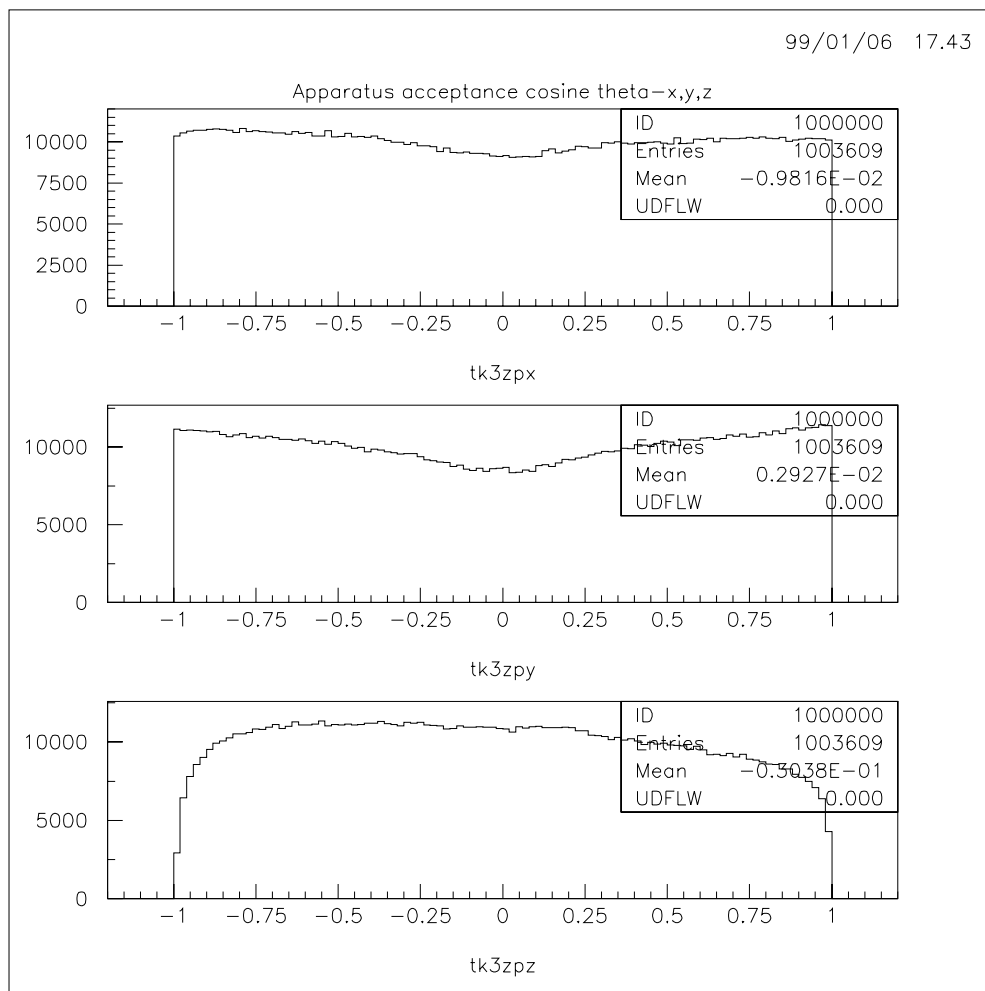 99/01/06 17.43
Apparatus acceptance cosine theta-x,y,z
ID 1000000
Entries 1003609
Mean -0.9816E-02
UDFLW 0.000
10000
7500
5000
2500
0
-1 -0.75 -0.5 -0.25 0 0.25 0.5 0.75 1
tk3zpx
ID 1000000
Entries 1003609
Mean 0.2927E-02
UDFLW 0.000
10000
5000
0
-1 -0.75 -0.5 -0.25 0 0.25 0.5 0.75 1
tk3zpy
ID 1000000
Entries 1003609
Mean -0.3038E-01
UDFLW 0.000
10000
5000
0
-1 -0.75 -0.5 -0.25 0 0.25 0.5 0.75 1
tk3zpz